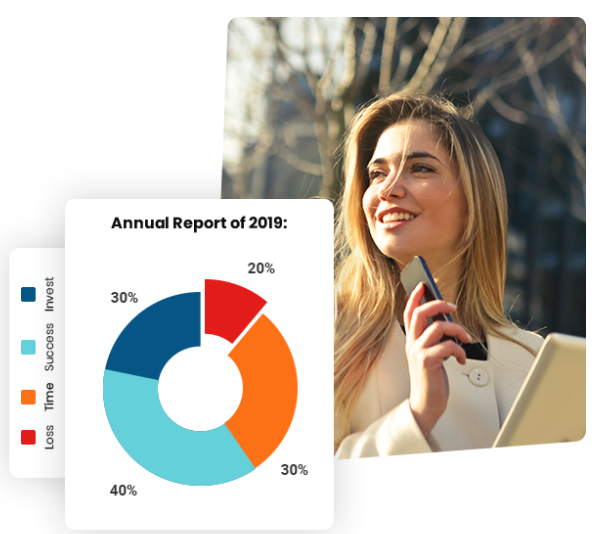 Annual Report of 2019:
20%
30%
30%
40%
Invest
Success
Time
Loss